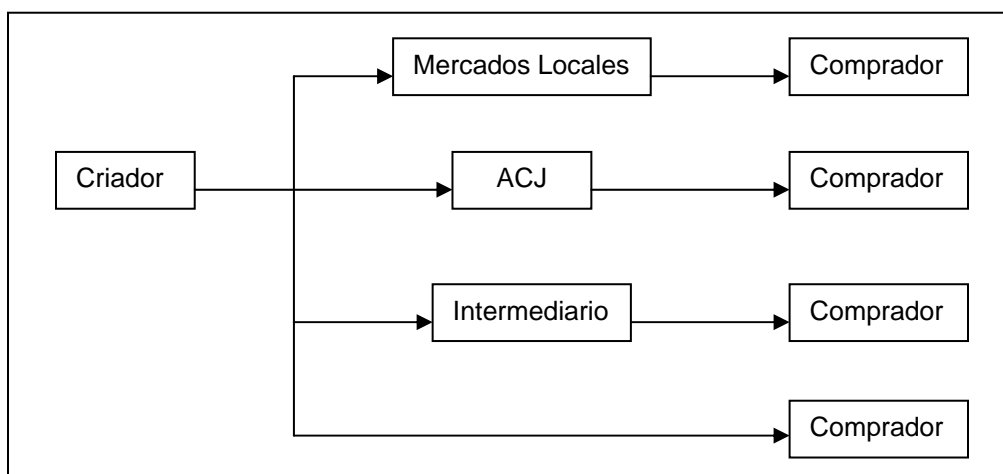 Mercados Locales
Comprador
Criador
ACJ
Comprador
Intermediario
Comprador
Comprador